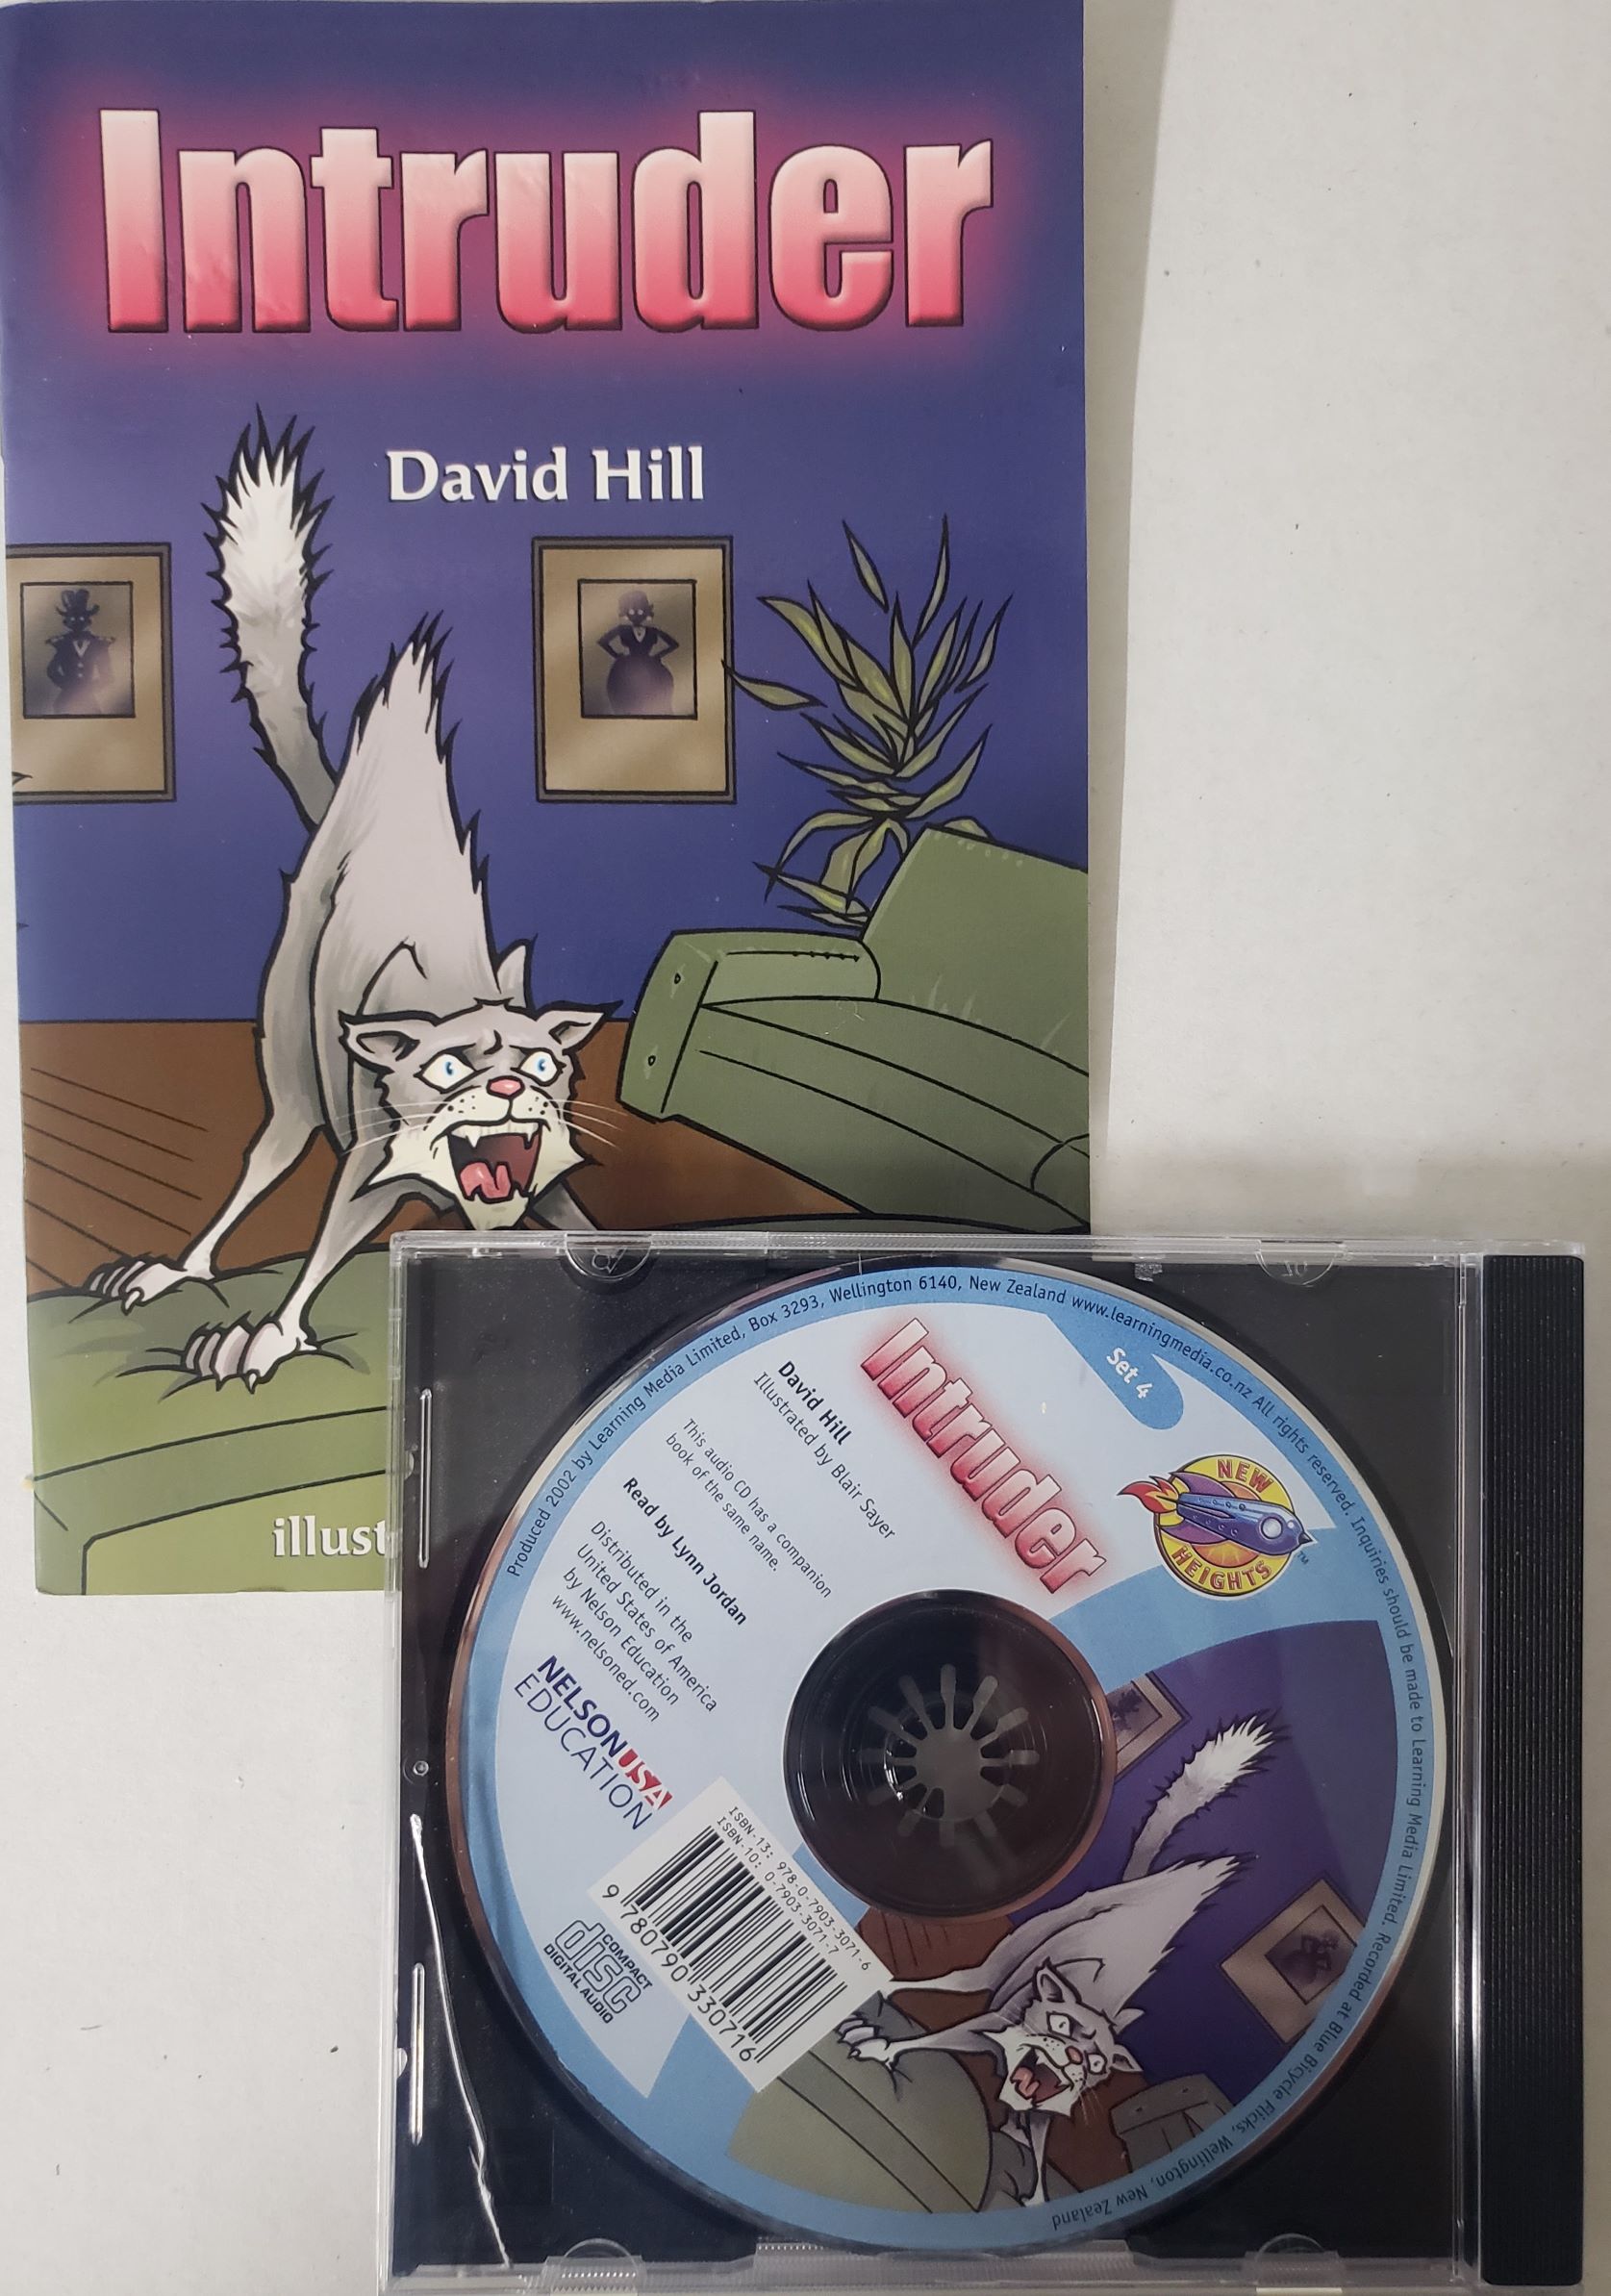 Intruder
David Hill
illust
Produced 2002 by Learning Media Limited, Box 3293, Wellington 6140, New Zealand www.learningmedia.co.nz All rights reserved. Inquiries should be made to Learning Media Limited. Recorded at Blue Bicycle Flicks, Wellington, New Zealand
Set 4
NEW
HEIGHTS
TM
Intruder
David Hill
Illustrated by Blair Sayer
This audio CD has a companion
book of the same name.
Read by Lynn Jordan
Distributed in the
United States of America
by Nelson Education
www.nelsoned.com
NELSON USA
EDUCATION
ISBN-13: 978-0-7903-3071-6
ISBN-10: 0-7903-3071-7
9 780790 330716
COMPACT
disc
DIGITAL AUDIO